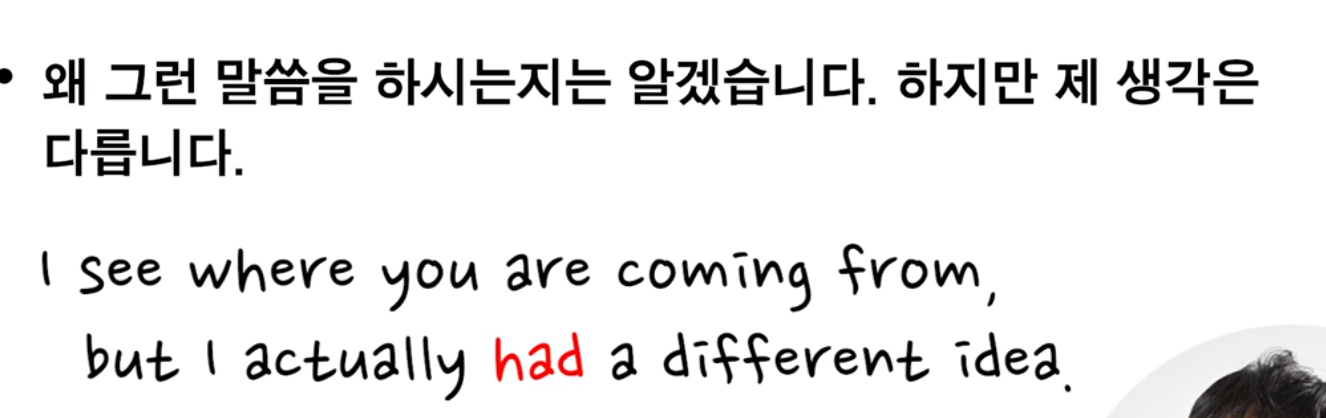 • 왜 그런 말씀을 하시는지는 알겠습니다. 하지만 제 생각은
다릅니다.
I see where you are coming from,
but I actually had a different idea.